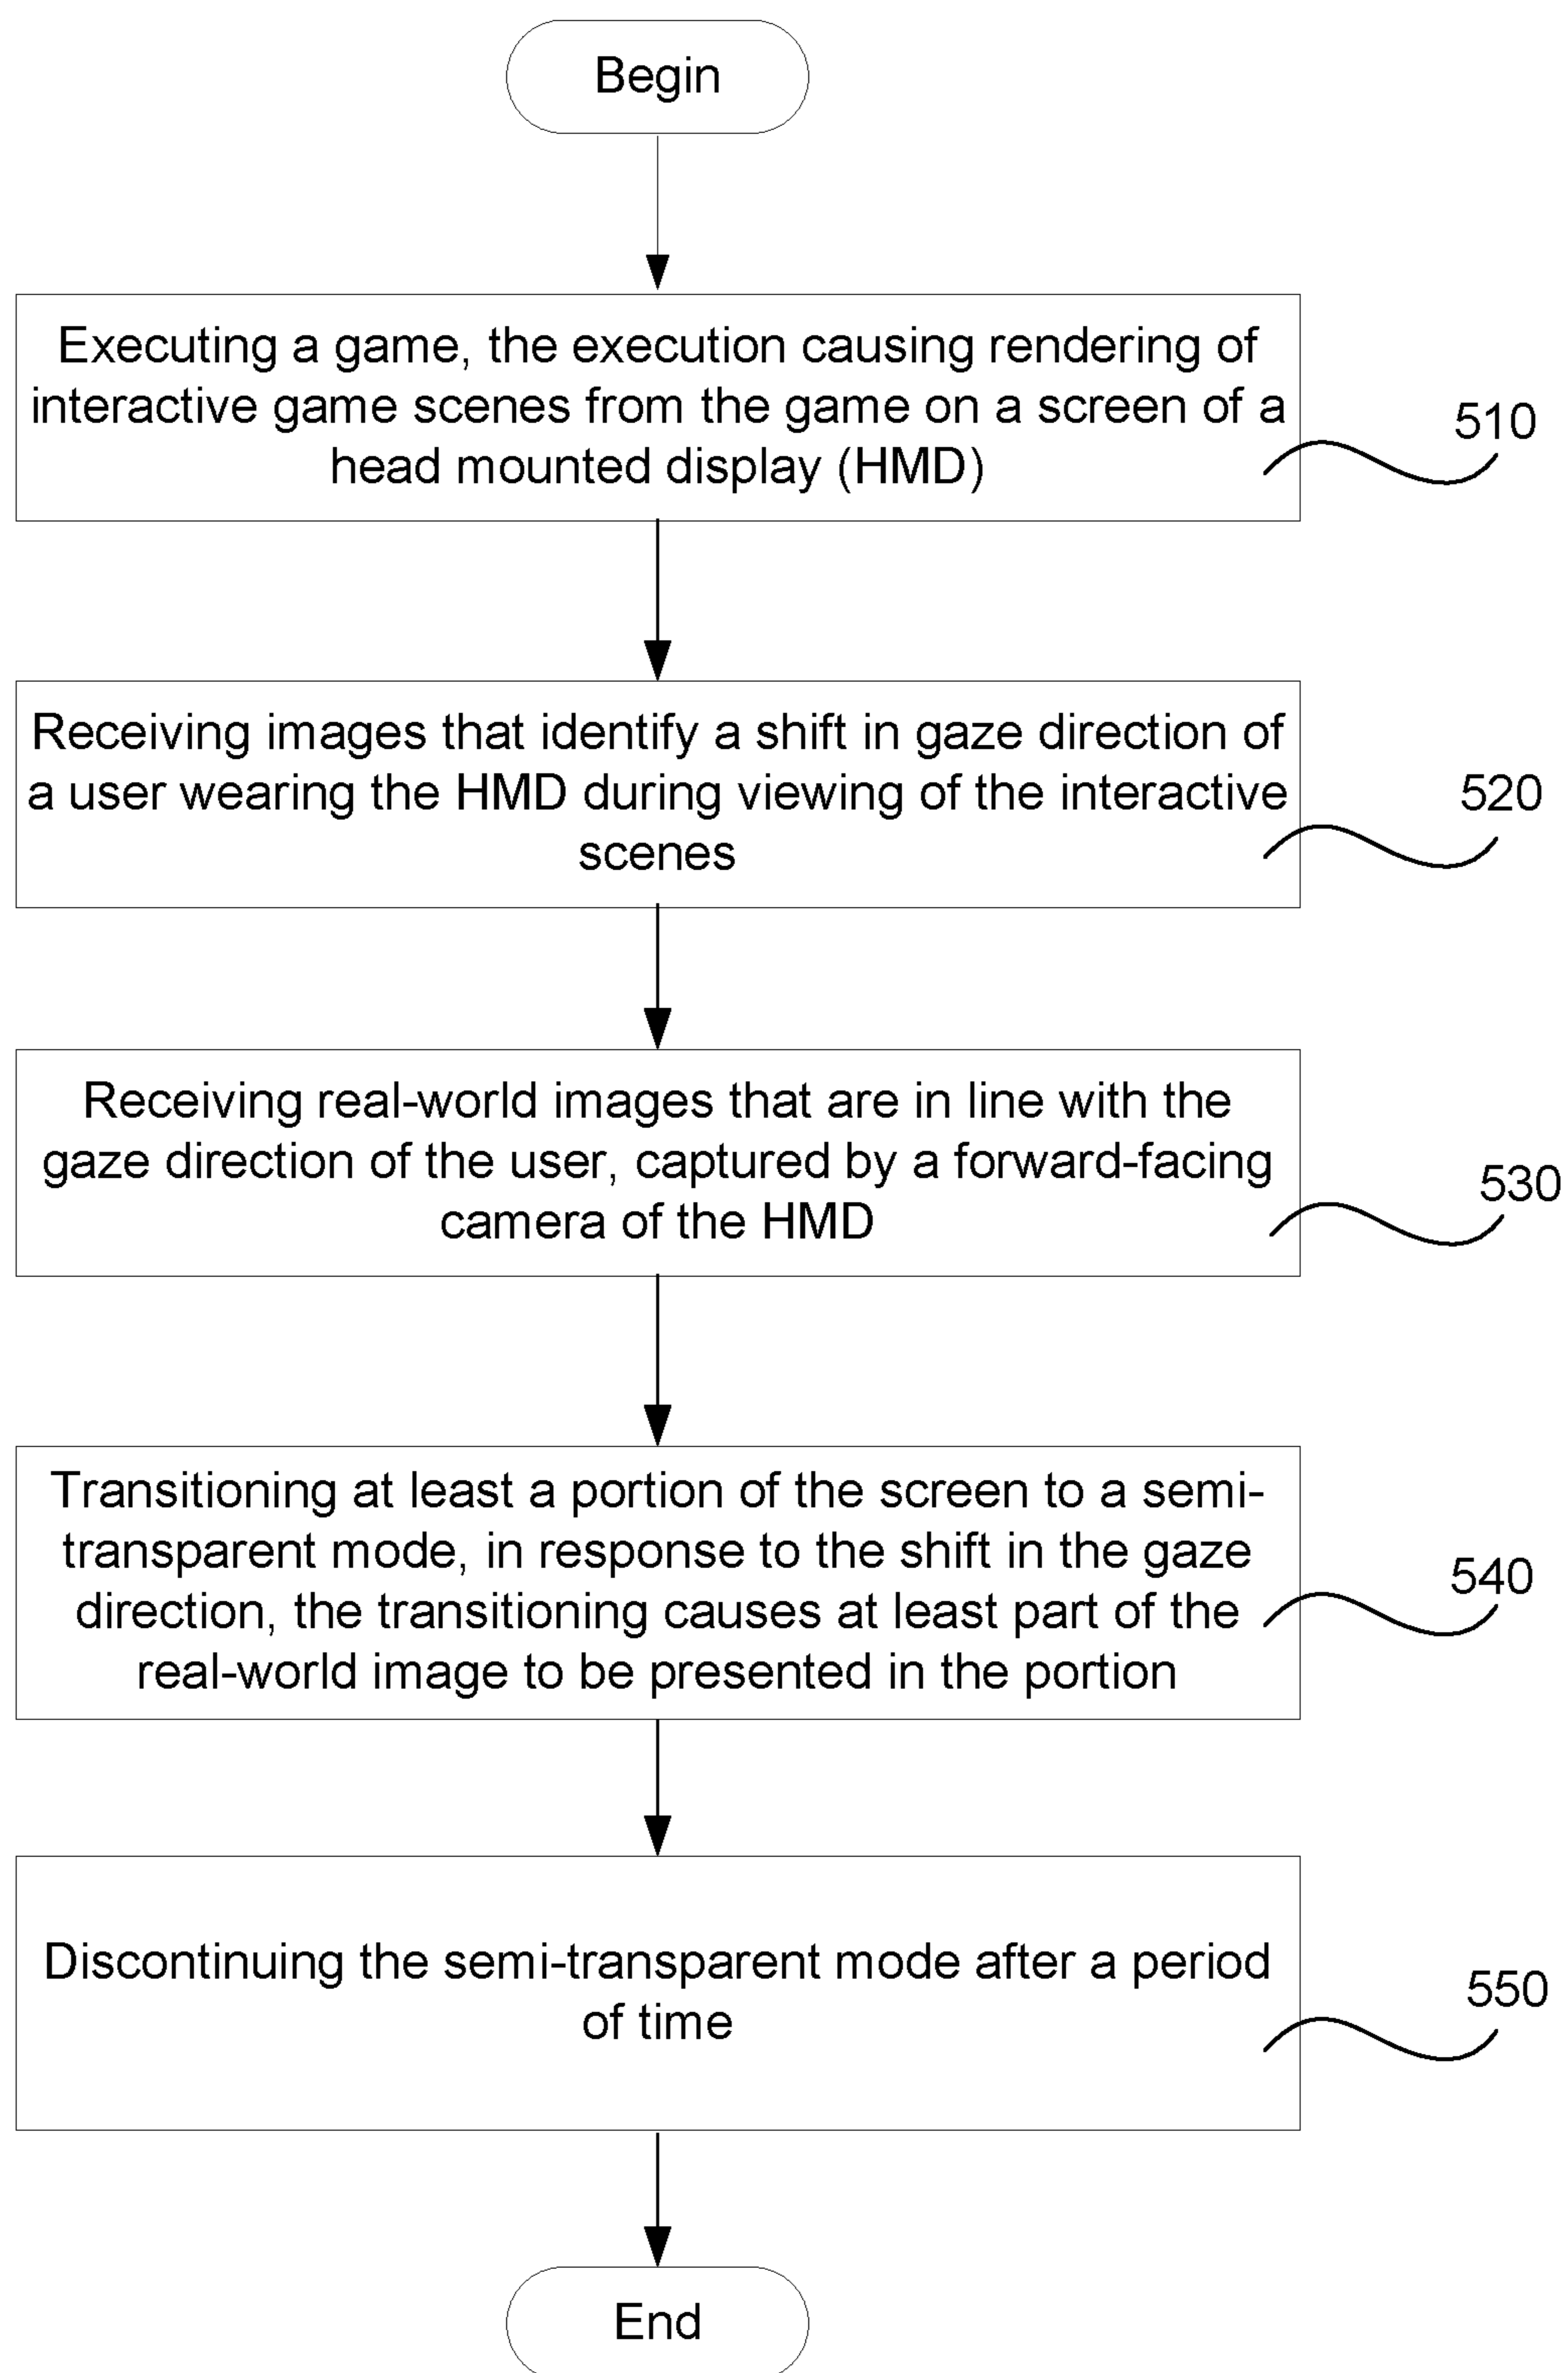 Begin
Executing a game, the execution causing rendering of
interactive game scenes from the game on a screen of a
head mounted display (HMD)
510
Receiving images that identify a shift in gaze direction of
a user wearing the HMD during viewing of the interactive
scenes
520
Receiving real-world images that are in line with the
gaze direction of the user, captured by a forward-facing
camera of the HMD
530
Transitioning at least a portion of the screen to a semi-
transparent mode, in response to the shift in the gaze
direction, the transitioning causes at least part of the
real-world image to be presented in the portion
540
Discontinuing the semi-transparent mode after a period
of time
550
End